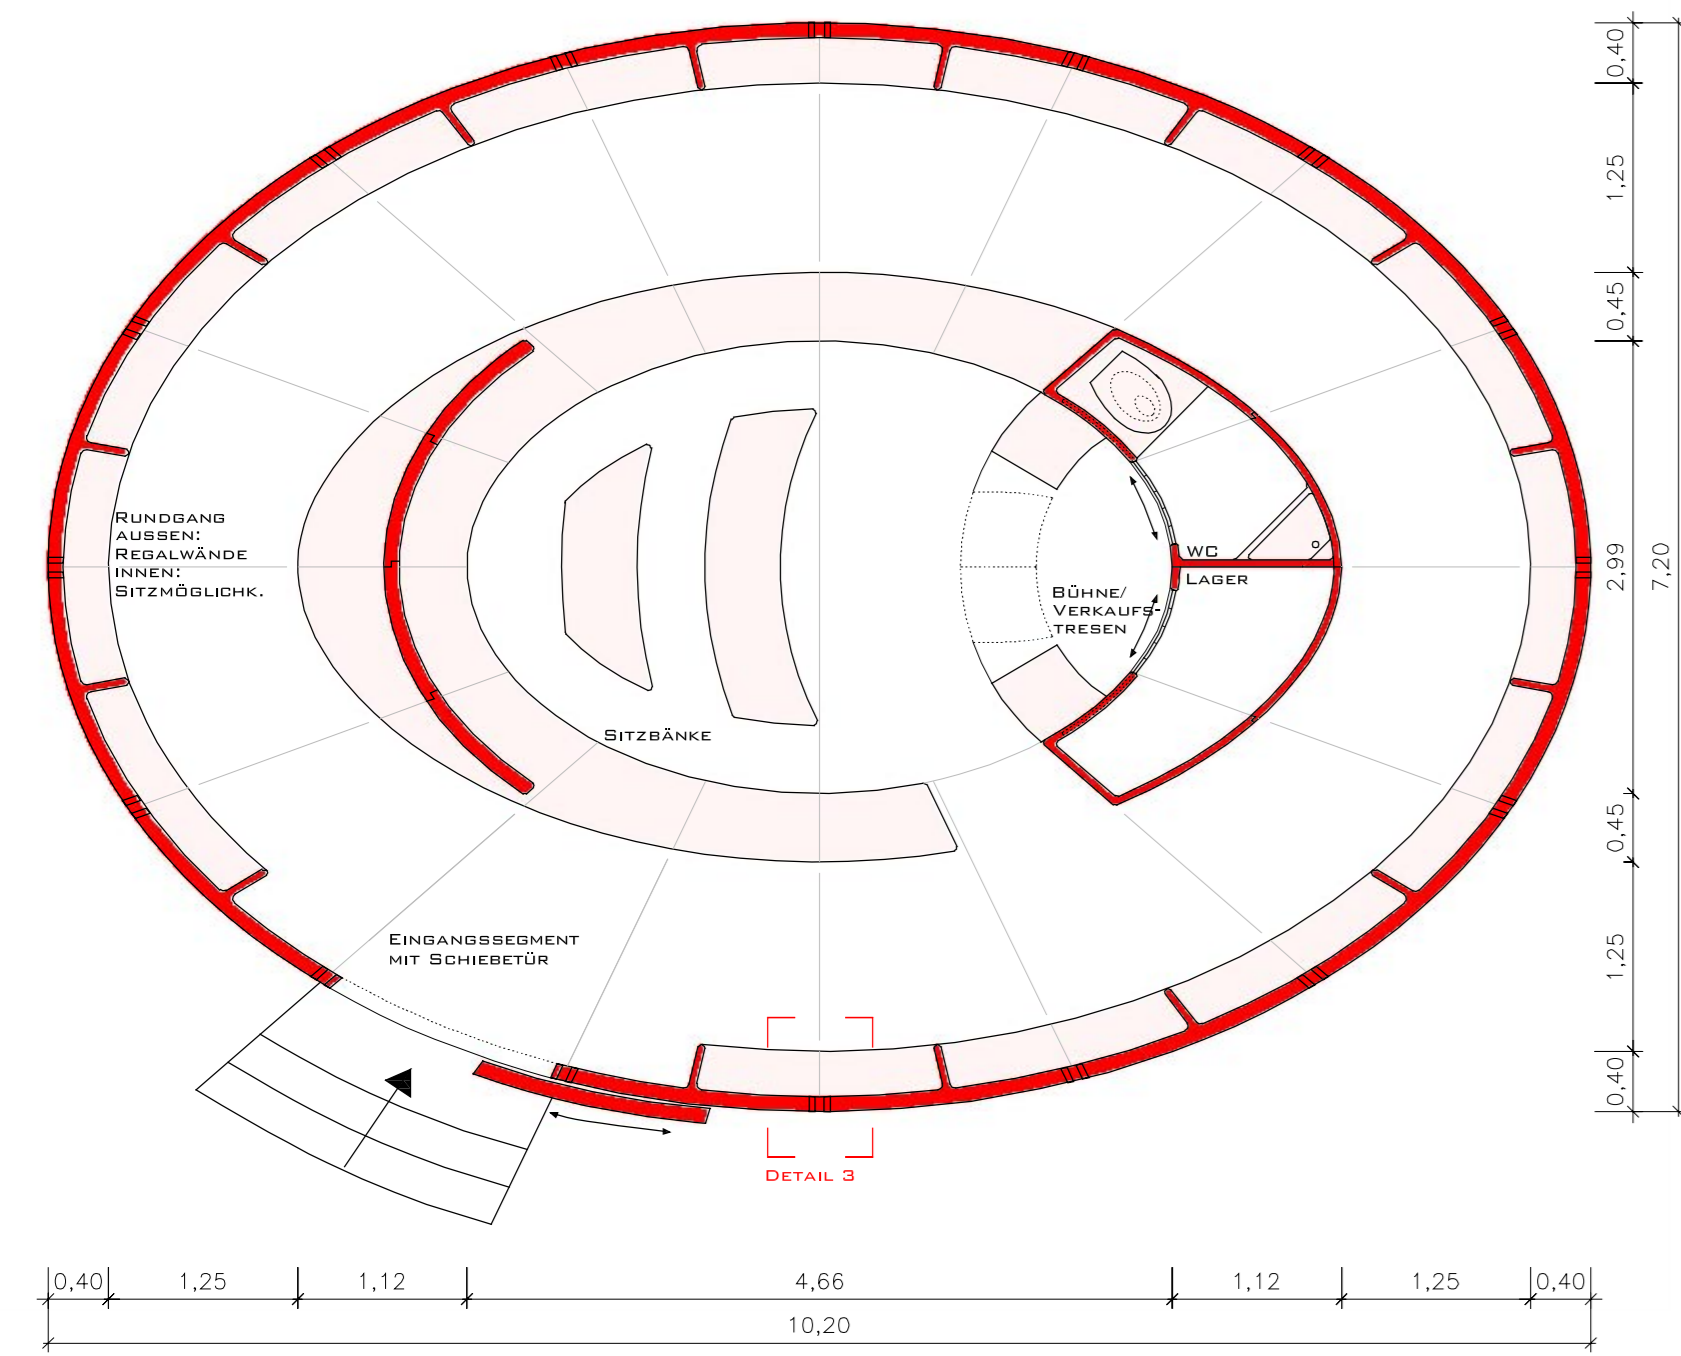 0,40
1,25
0,45
2,99
7,20
0,45
1,25
0,40
RUNDGANG
AUSSEN:
REGALWÄNDE
INNEN:
SITZMÖGLICHK.
WC
LAGER
BÜHNE/
VERKAUFS-
TRESEN
SITZBÄNKE
EINGANGSSEGMENT
MIT SCHIEBETÜR
DETAIL 3
0,40 1,25 1,12 4,66 1,12 1,25 0,40
10,20